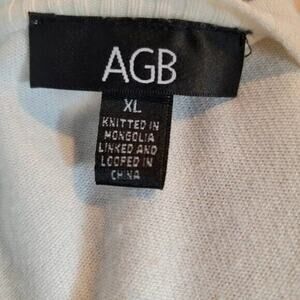 AGB
XL
KNITTED IN
MONGOLIA
LINKED AND
LOOPED IN
CHINA